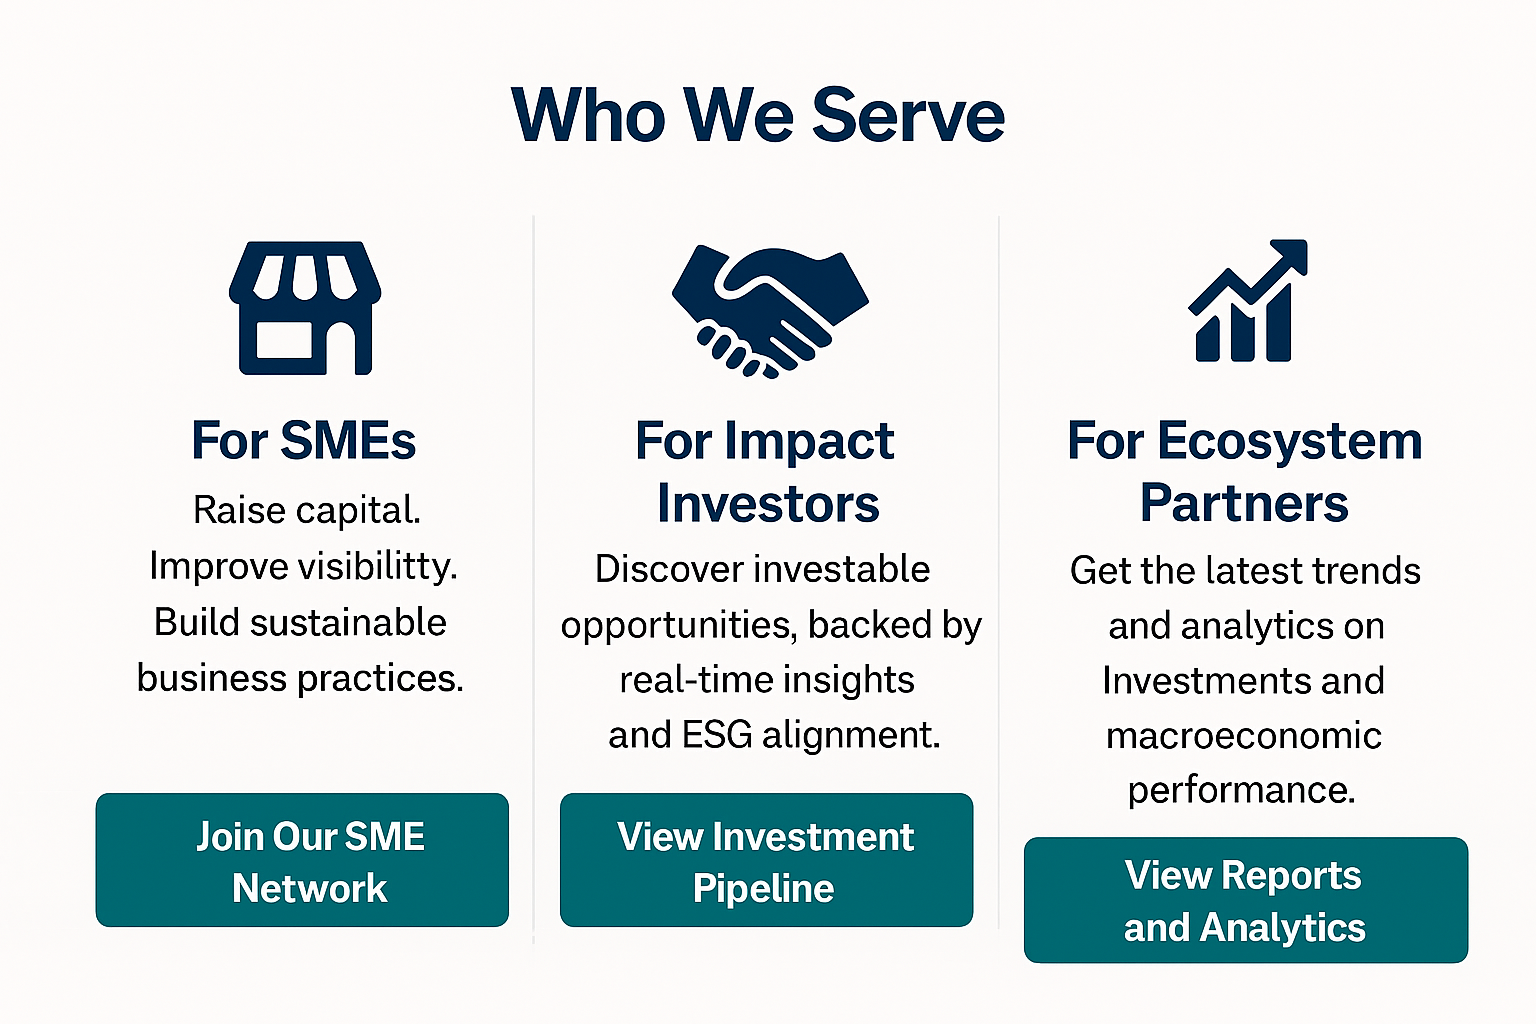 Who We Serve
For SMEs
Raise capital.
Improve visibilitty.
Build sustainable
business practices.
Join Our SME
Network
For Impact
Investors
Discover investable
opportunities, backed by
real-time insights
and ESG alignment.
View Investment
Pipeline
For Ecosystem
Partners
Get the latest trends
and analytics on
Investments and
macroeconomic
performance.
View Reports
and Analytics